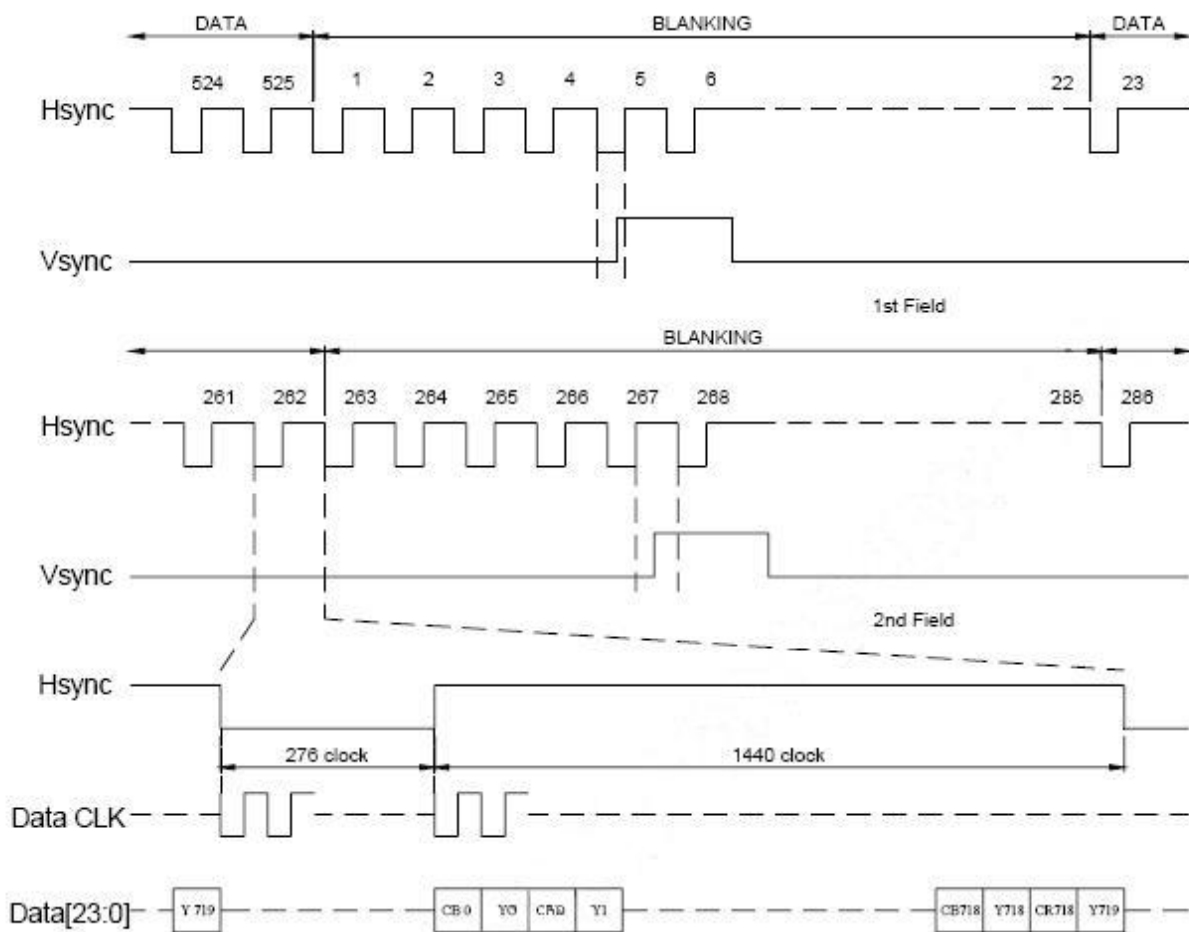 DATA BLANKING DATA
524 525 1 2 3 4 5 6 22 23
Hsync
Vsync
1st Field
BLANKING
261 262 263 264 265 266 267 268 285 286
Hsync
Vsync
2nd Field
Hsync
276 clock 1440 clock
Data CLK
Data[23:0] Y 719 CB 0 Y0 Y1 CB718 Y718 CR718 Y719